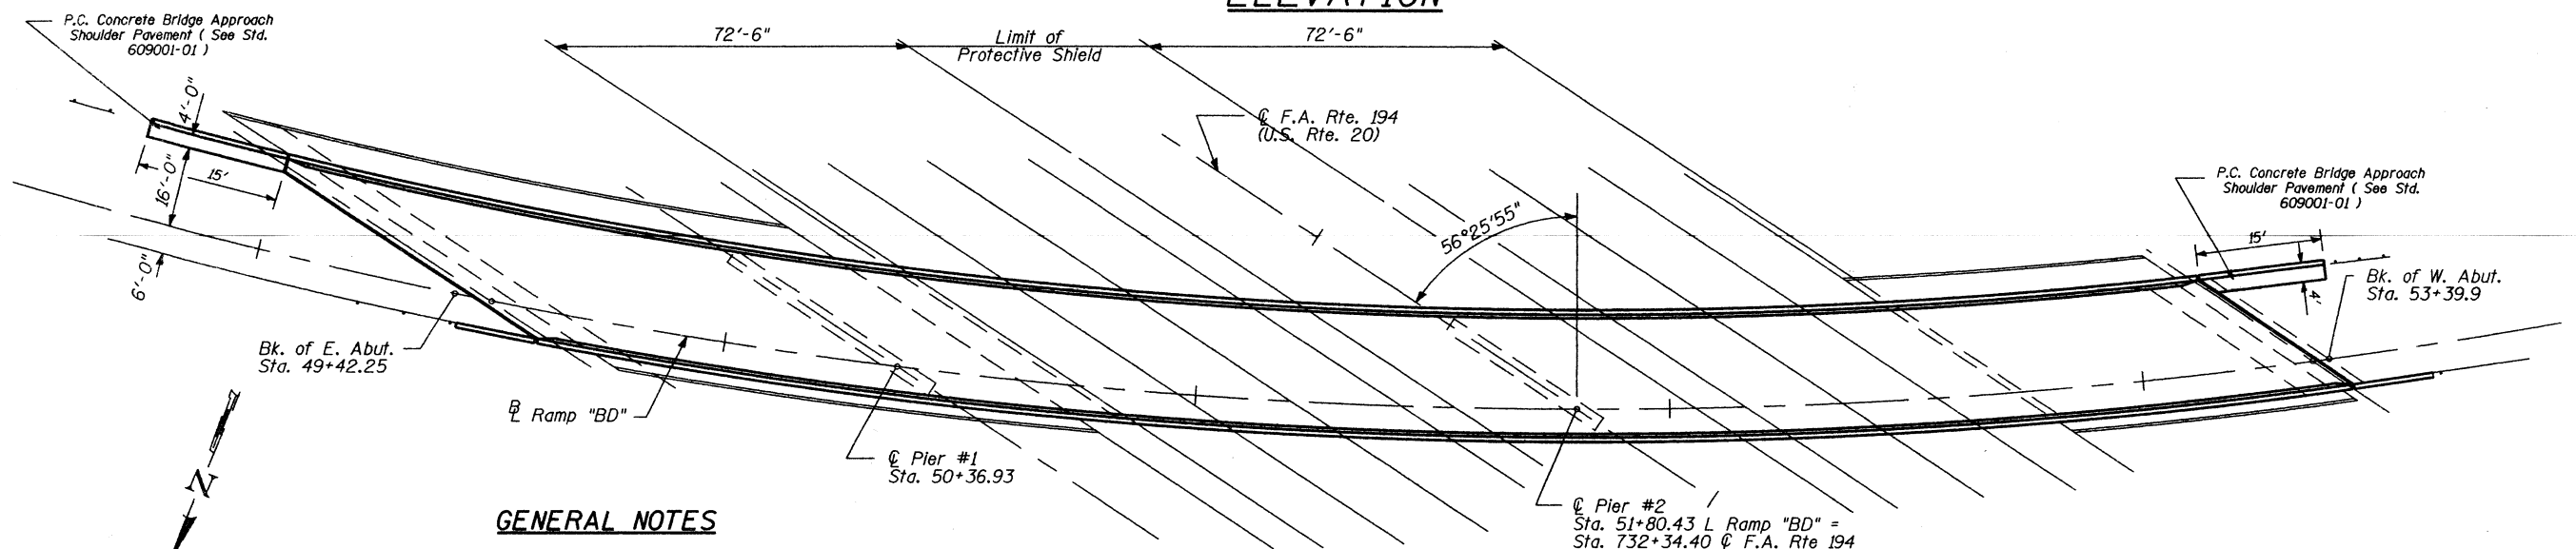 ELEVATION
P.C. Concrete Bridge Approach
Shoulder Pavement ( See Std.
609001-01 )
72'-6"
Limit of
Protective Shield
72'-6"
4'-0"
16'-0"
15'
6'-0"
℄ F.A. Rte. 194
(U.S. Rte. 20)
56°25'55"
P.C. Concrete Bridge Approach
Shoulder Pavement ( See Std.
609001-01 )
15'
4'
Bk. of W. Abut.
Sta. 53+39.9
Bk. of E. Abut.
Sta. 49+42.25
B
L Ramp "BD"
℄ Pier #1
Sta. 50+36.93
N
GENERAL NOTES
℄ Pier #2
Sta. 51+80.43 L Ramp "BD" =
Sta. 732+34.40 ℄ F.A. Rte 194